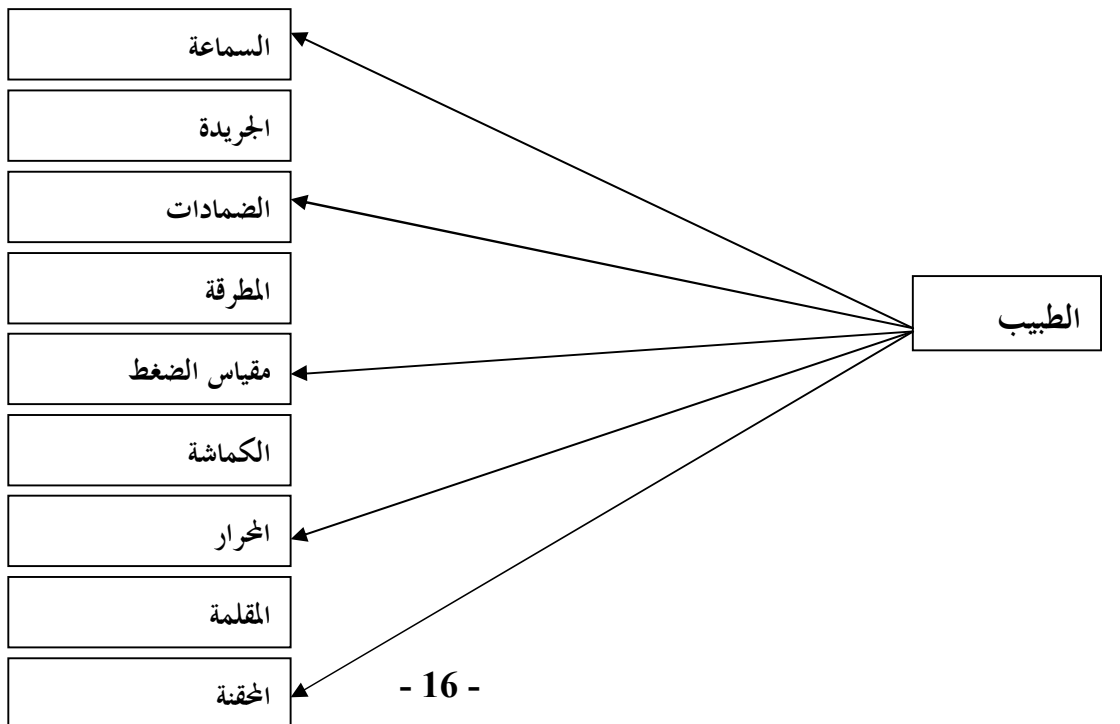 السماعة
الجريدة
الضمادات
المطرقة
الطبيب
مقياس الضغط
الكماشة
المحرار
المقلمة
المحقنة
- 16 -